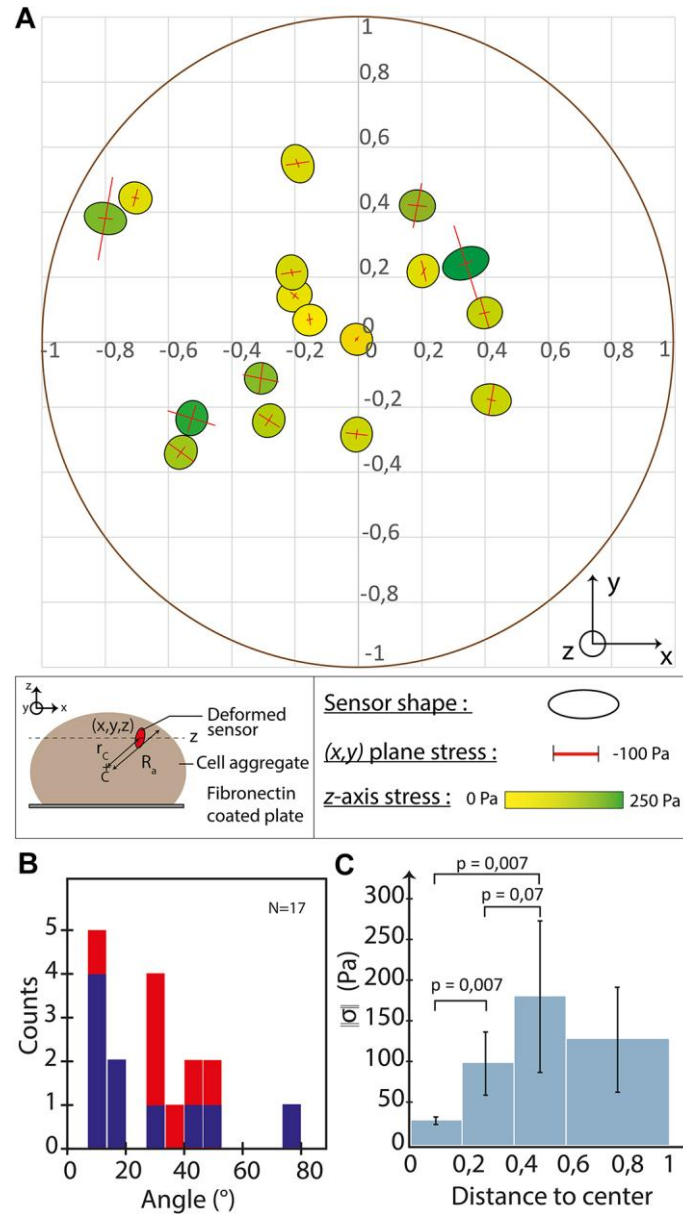 A
1
0,8
0,6
0,4
0,2
0
-1 -0,8 -0,6 -0,4 -0,2 0 0,2 0,4 0,6 0,8 1
-0,2
-0,4
-0,6
-0,8
-1
y
z x
z
y x
(x,y,z)
Deformed
sensor
z
r_C
R_a
C
Cell aggregate
Fibronectin
coated plate
Sensor shape :
(x,y) plane stress : -100 Pa
z-axis stress : 0 Pa 250 Pa
B
N=17
5
4
3
2
1
0
Counts
0 20 40 60 80
Angle (°)
C
p = 0,007
p = 0,07
p = 0,007
300
250
200
150
100
50
0
||σ|| (Pa)
0 0,2 0,4 0,6 0,8 1
Distance to center